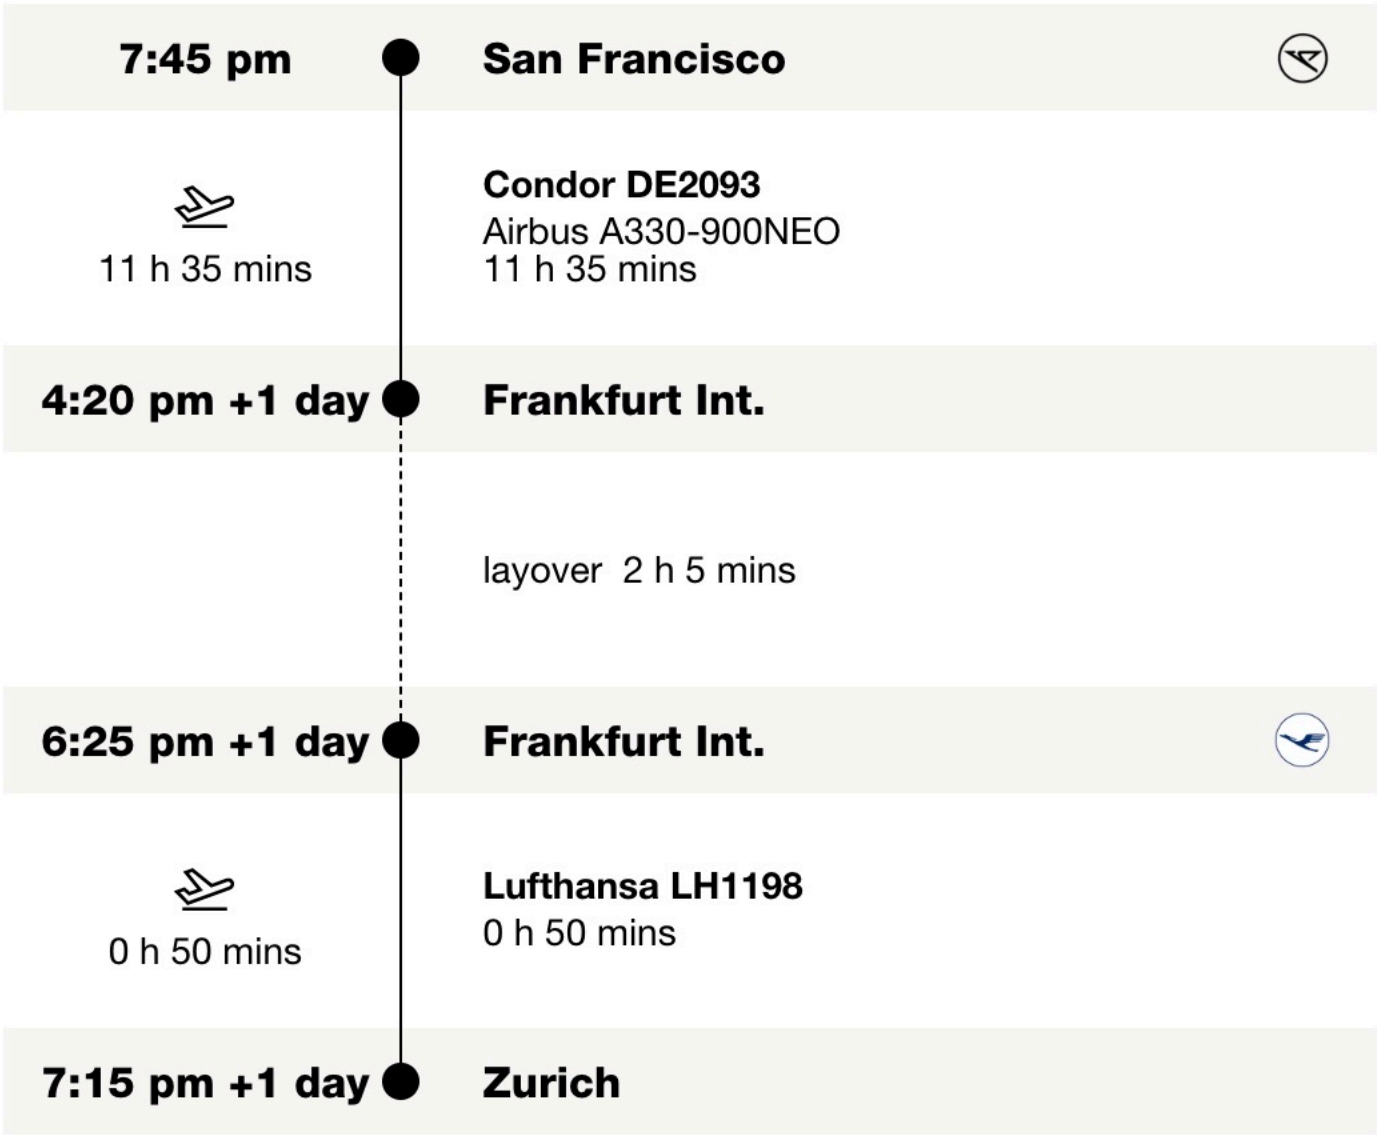 7:45 pm San Francisco
Condor DE2093
Airbus A330-900NEO
11 h 35 mins 11 h 35 mins
4:20 pm +1 day Frankfurt Int.
layover 2 h 5 mins
6:25 pm +1 day Frankfurt Int.
Lufthansa LH1198
0 h 50 mins 0 h 50 mins
7:15 pm +1 day Zurich